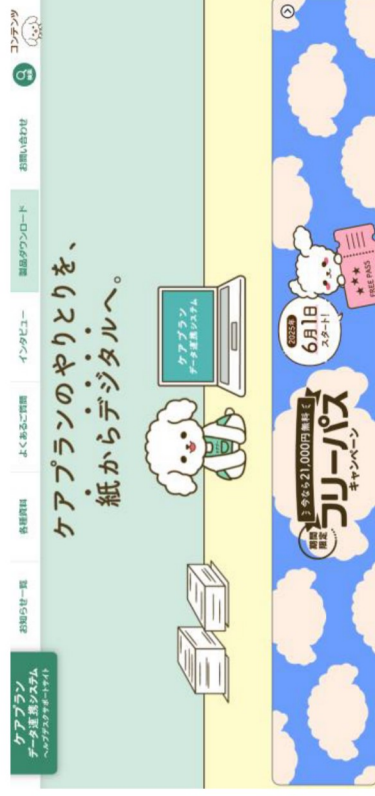 ケアプラン
データ連携システム
ヘルプデスクサポートサイト
お知らせ一覧
各種資料
よくあるご質問
インタビュー
製品ダウンロード
お問い合わせ
検索
コンテンツ
ケアプランのやりとりを、
紙からデジタルへ。
ケアプラン
データ連携システム
期間
限定
今なら21,000円無料
フリーパス
キャンペーン
2025年
6月1日
スタート!
FREE PASS